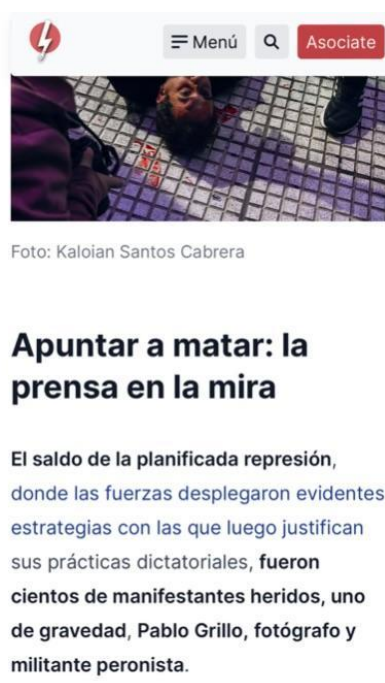 Menú
Asociate
Foto: Kaloian Santos Cabrera
Apuntar a matar: la
prensa en la mira
El saldo de la planificada represión,
donde las fuerzas desplegaron evidentes
estrategias con las que luego justifican
sus prácticas dictatoriales, fueron
cientos de manifestantes heridos, uno
de gravedad, Pablo Grillo, fotógrafo y
militante peronista.